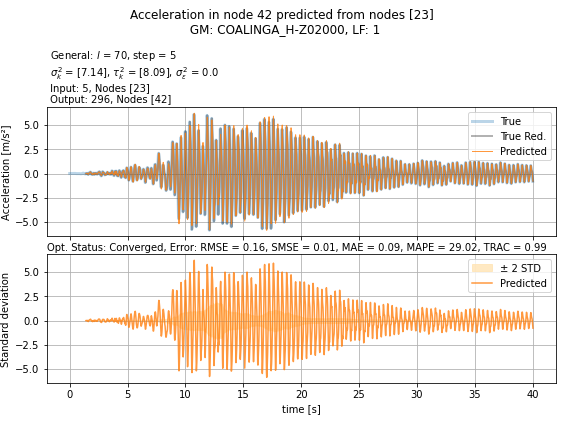 Acceleration in node 42 predicted from nodes [23]
GM: COALINGA_H-Z02000, LF: 1
General: l = 70, step = 5
σ²ₖ = [7.14], τ²ₖ = [8.09], σ²ₑ = 0.0
Input: 5, Nodes [23]
Output: 296, Nodes [42]
Acceleration [m/s²]
5.0
2.5
0.0
−2.5
−5.0
True
True Red.
Predicted
Opt. Status: Converged, Error: RMSE = 0.16, SMSE = 0.01, MAE = 0.09, MAPE = 29.02, TRAC = 0.99
Standard deviation
5.0
2.5
0.0
−2.5
−5.0
± 2 STD
Predicted
0 5 10 15 20 25 30 35 40
time [s]